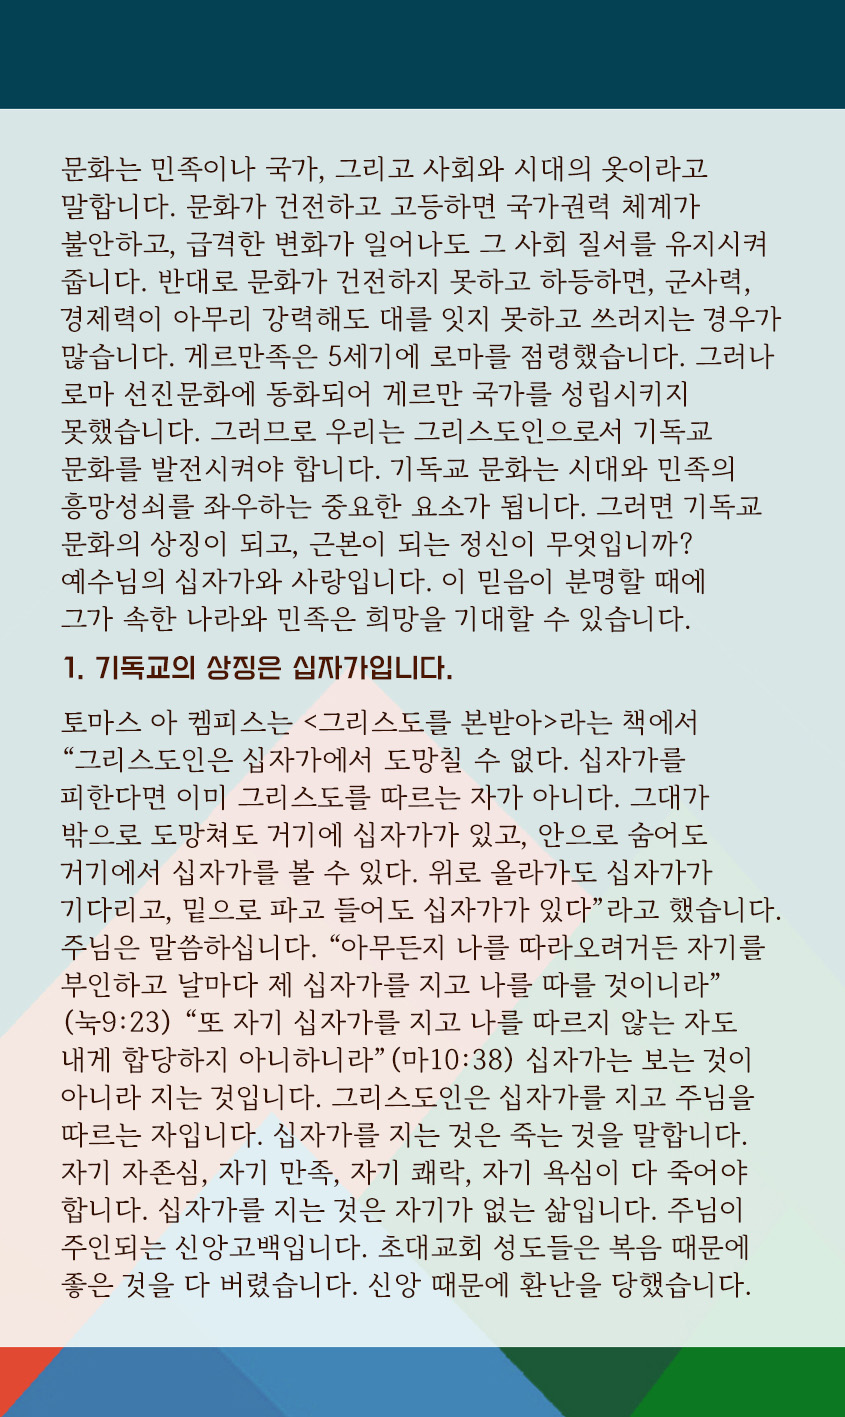 문화는 민족이나 국가, 그리고 사회와 시대의 옷이라고
말합니다. 문화가 건전하고 고등하면 국가권력 체계가
불안하고, 급격한 변화가 일어나도 그 사회 질서를 유지시켜
줍니다. 반대로 문화가 건전하지 못하고 하등하면, 군사력,
경제력이 아무리 강력해도 대를 잇지 못하고 쓰러지는 경우가
많습니다. 게르만족은 5세기에 로마를 점령했습니다. 그러나
로마 선진문화에 동화되어 게르만 국가를 성립시키지
못했습니다. 그러므로 우리는 그리스도인으로서 기독교
문화를 발전시켜야 합니다. 기독교 문화는 시대와 민족의
흥망성쇠를 좌우하는 중요한 요소가 됩니다. 그러면 기독교
문화의 상징이 되고, 근본이 되는 정신이 무엇입니까?
예수님의 십자가와 사랑입니다. 이 믿음이 분명할 때에
그가 속한 나라와 민족은 희망을 기대할 수 있습니다.
1. 기독교의 상징은 십자가입니다.
토마스 아 켐피스는 <그리스도를 본받아>라는 책에서
“그리스도인은 십자가에서 도망칠 수 없다. 십자가를
피한다면 이미 그리스도를 따르는 자가 아니다. 그대가
밖으로 도망쳐도 거기에 십자가가 있고, 안으로 숨어도
거기에서 십자가를 볼 수 있다. 위로 올라가도 십자가가
기다리고, 밑으로 파고 들어도 십자가가 있다”라고 했습니다.
주님은 말씀하십니다. “아무든지 나를 따라오려거든 자기를
부인하고 날마다 제 십자가를 지고 나를 따를 것이니라”
(눅9:23) “또 자기 십자가를 지고 나를 따르지 않는 자도
내게 합당하지 아니하니라”(마10:38) 십자가는 보는 것이
아니라 지는 것입니다. 그리스도인은 십자가를 지고 주님을
따르는 자입니다. 십자가를 지는 것은 죽는 것을 말합니다.
자기 자존심, 자기 만족, 자기 쾌락, 자기 욕심이 다 죽어야
합니다. 십자가를 지는 것은 자기가 없는 삶입니다. 주님이
주인되는 신앙고백입니다. 초대교회 성도들은 복음 때문에
좋은 것을 다 버렸습니다. 신앙 때문에 환난을 당했습니다.